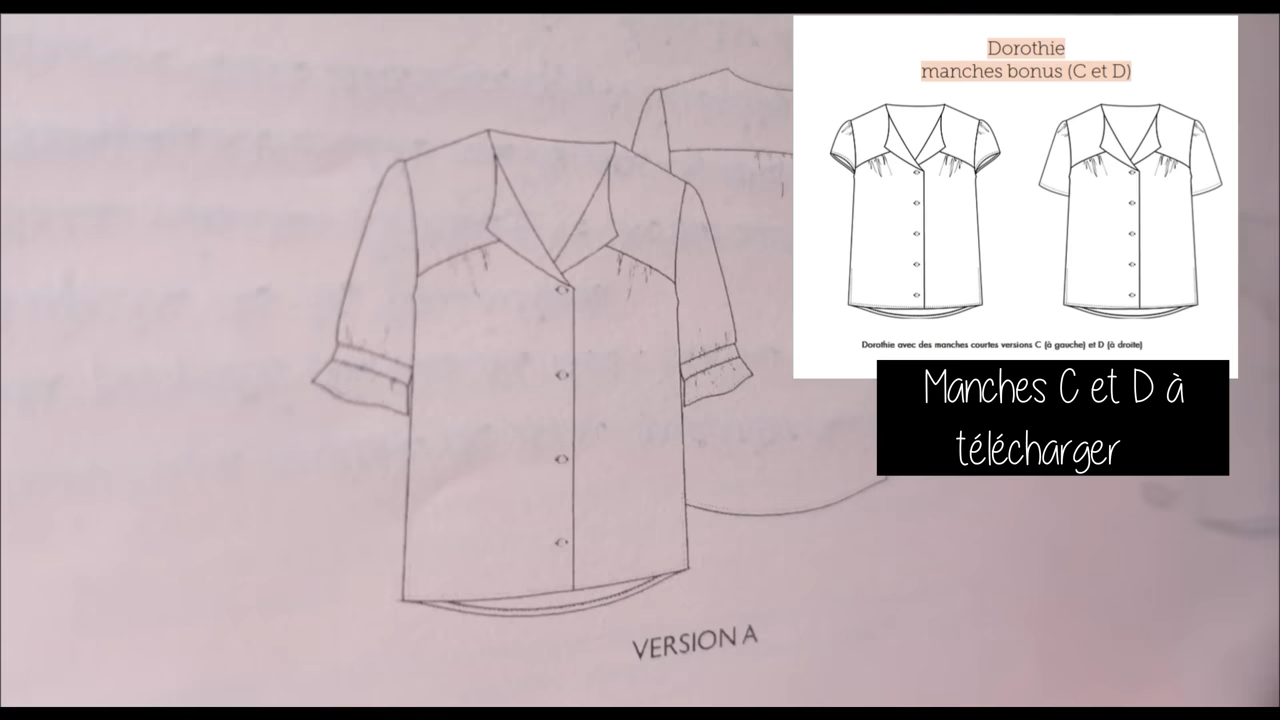 Dorothie
manches bonus (C et D)
Dorothie avec des manches courtes versions C (à gauche) et D (à droite)
Manches C et D à
télécharger
VERSION A